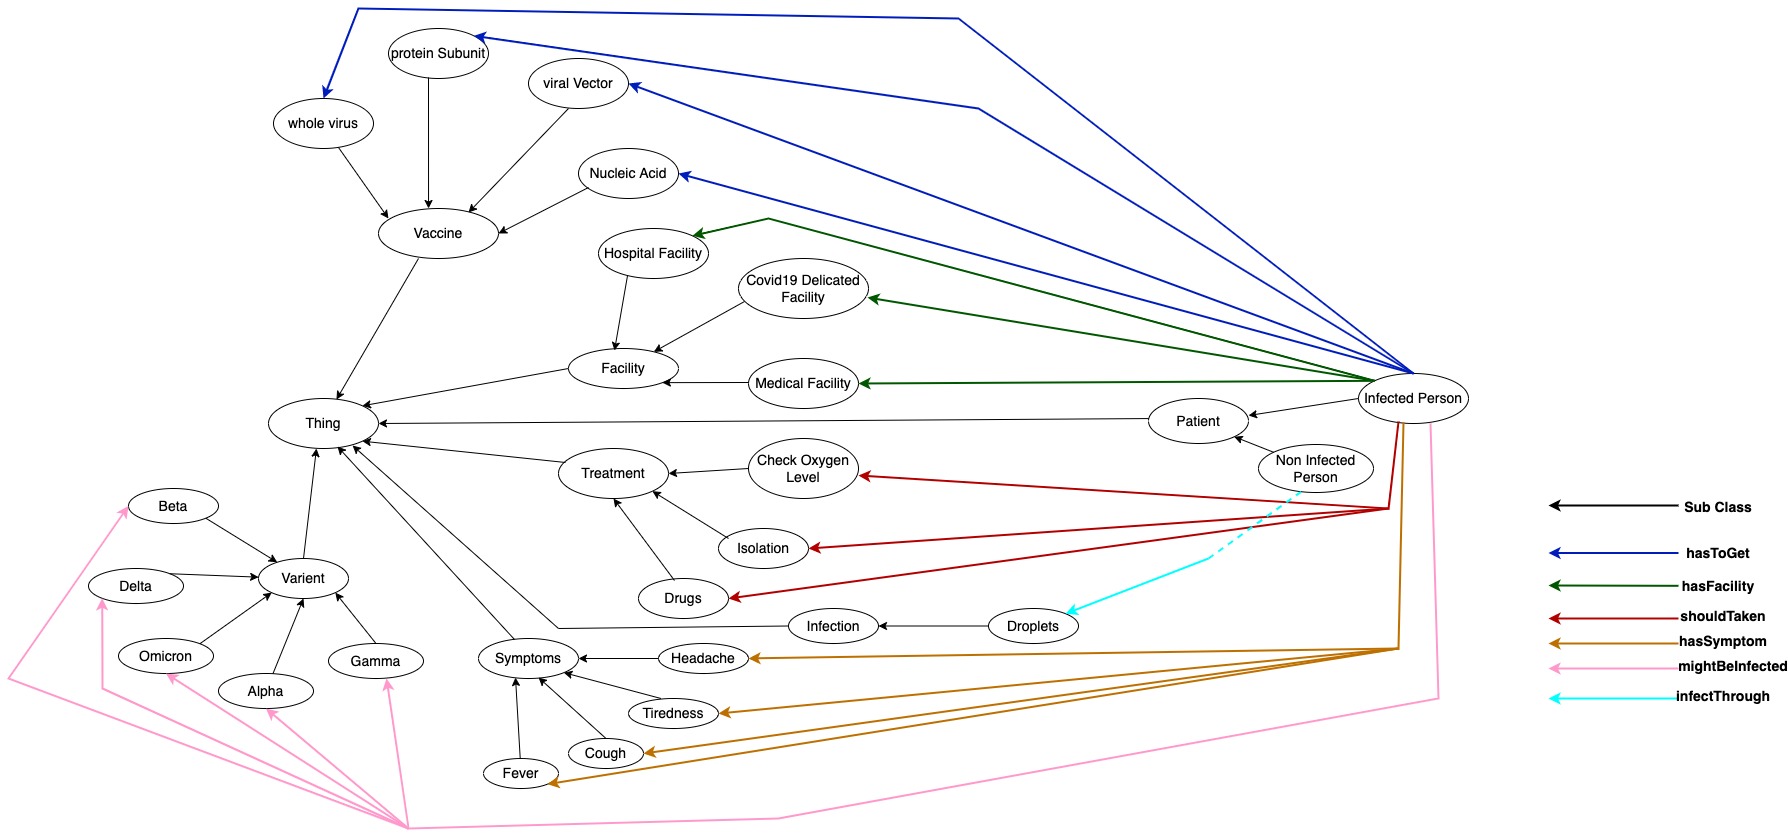 protein Subunit
viral Vector
whole virus
Nucleic Acid
Vaccine
Hospital Facility
Covid19 Delicated
Facility
Facility
Medical Facility
Infected Person
Thing
Patient
Treatment
Check Oxygen
Level
Non Infected
Person
Beta
Sub Class
Isolation
hasToGet
Delta
Varient
hasFacility
Drugs
shouldTaken
Infection
Droplets
hasSymptom
Omicron
Gamma
Symptoms
Headache
mightBeInfected
Alpha
infectThrough
Tiredness
Cough
Fever